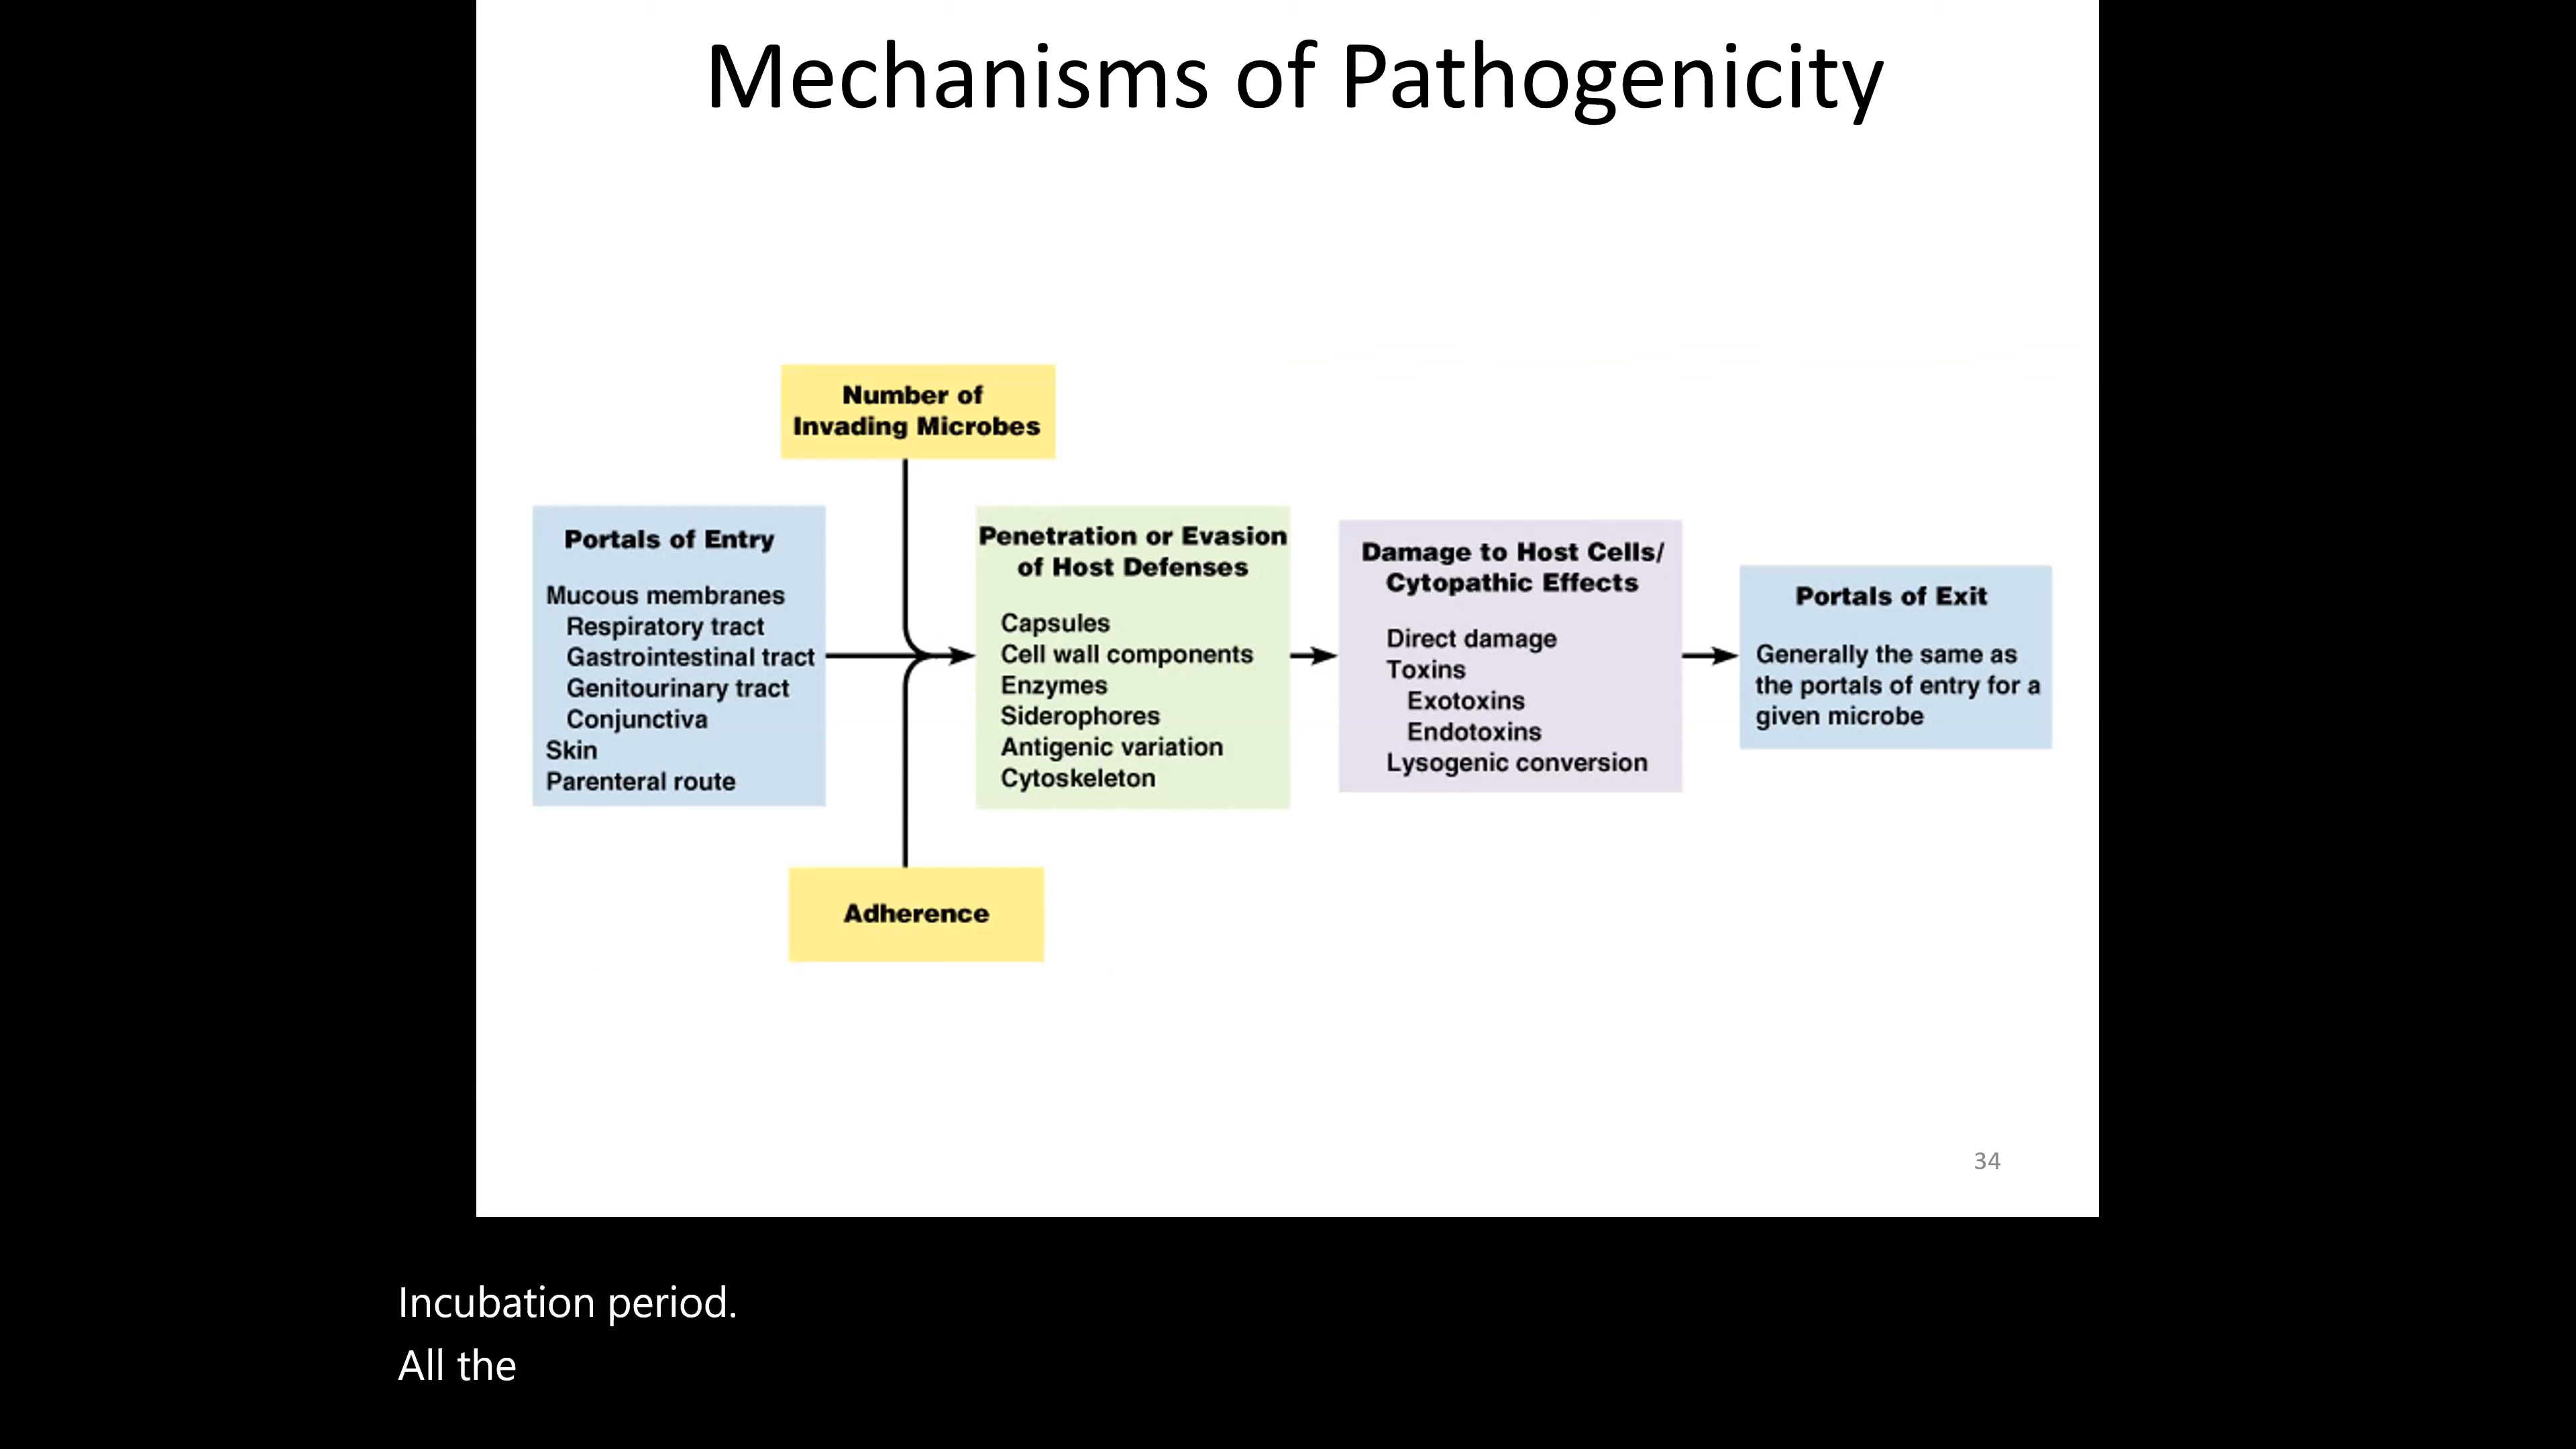 Mechanisms of Pathogenicity
Number of
Invading Microbes
Portals of Entry
Mucous membranes
Respiratory tract
Gastrointestinal tract
Genitourinary tract
Conjunctiva
Skin
Parenteral route
Adherence
Penetration or Evasion
of Host Defenses
Capsules
Cell wall components
Enzymes
Siderophores
Antigenic variation
Cytoskeleton
Damage to Host Cells/
Cytopathic Effects
Direct damage
Toxins
Exotoxins
Endotoxins
Lysogenic conversion
Portals of Exit
Generally the same as
the portals of entry for a
given microbe
34
Incubation period.
All the